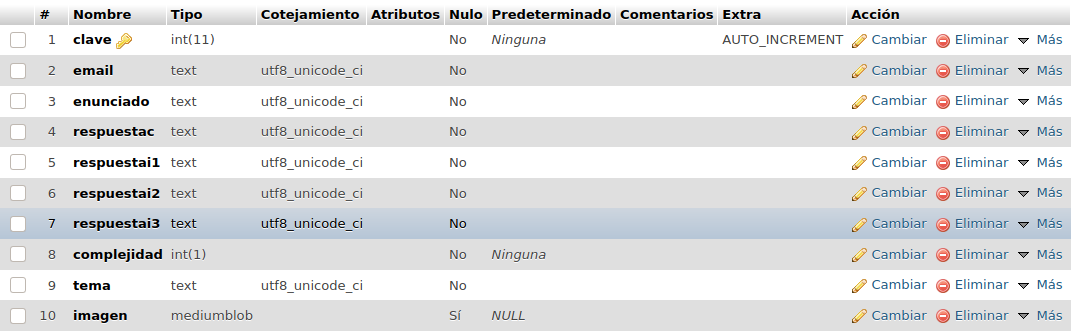 # Nombre Tipo Cotejamiento Atributos Nulo Predeterminado Comentarios Extra Acción
1 clave int(11) No Ninguna AUTO_INCREMENT Cambiar Eliminar Más
2 email text utf8_unicode_ci No Cambiar Eliminar Más
3 enunciado text utf8_unicode_ci No Cambiar Eliminar Más
4 respuestac text utf8_unicode_ci No Cambiar Eliminar Más
5 respuestai1 text utf8_unicode_ci No Cambiar Eliminar Más
6 respuestai2 text utf8_unicode_ci No Cambiar Eliminar Más
7 respuestai3 text utf8_unicode_ci No Cambiar Eliminar Más
8 complejidad int(1) No Ninguna Cambiar Eliminar Más
9 tema text utf8_unicode_ci No Cambiar Eliminar Más
10 imagen mediumblob Sí NULL Cambiar Eliminar Más